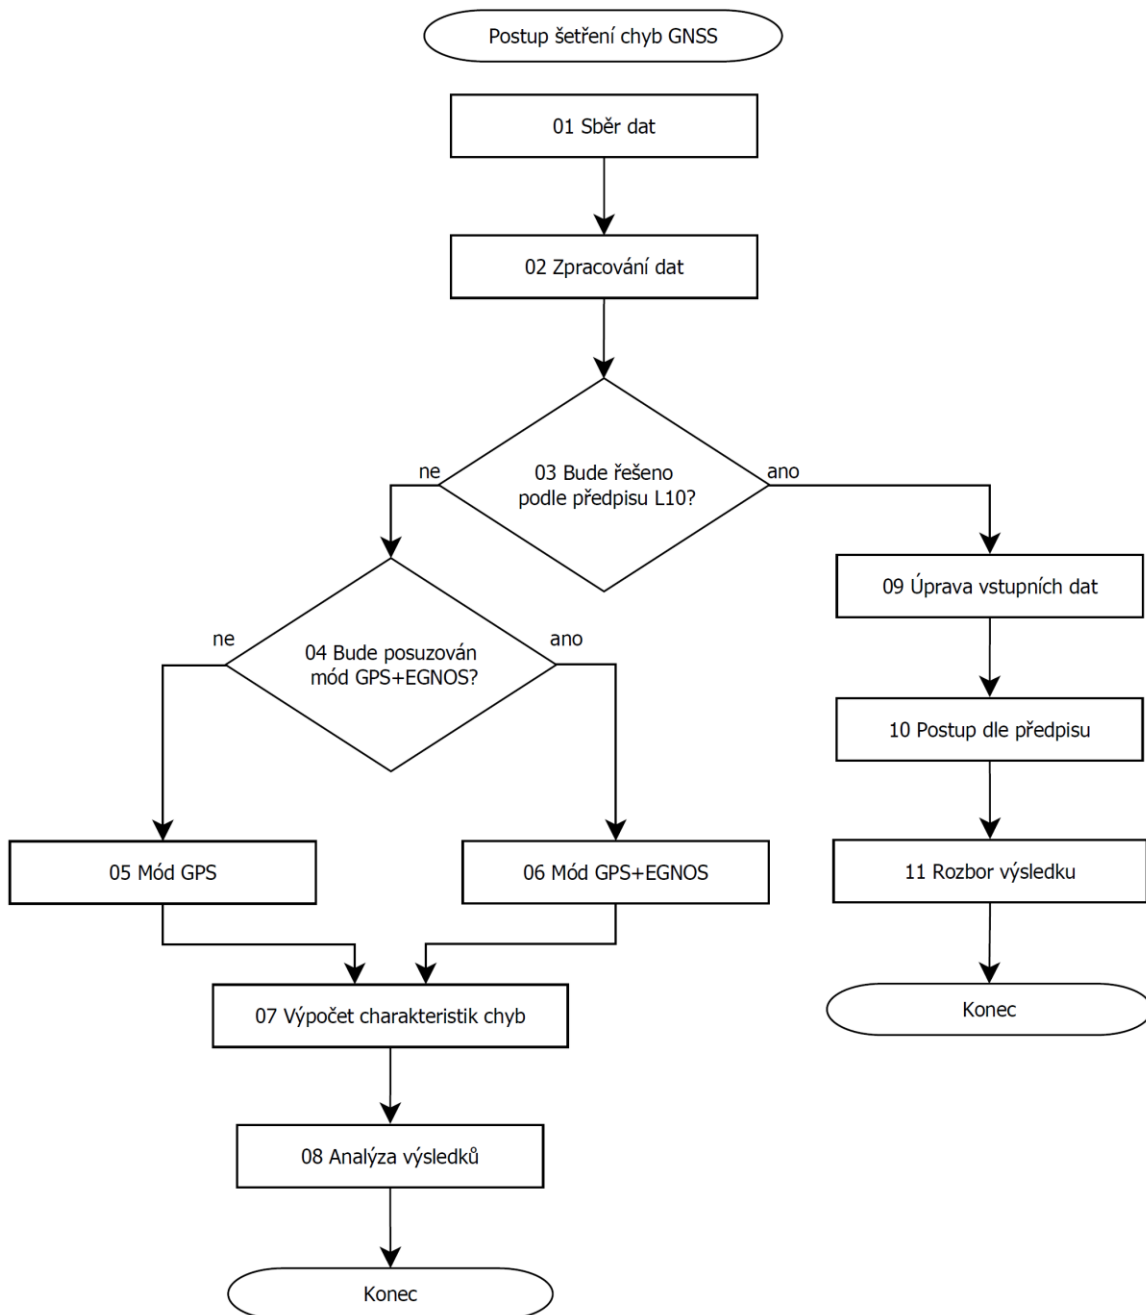 Postup šetření chyb GNSS
01 Sběr dat
02 Zpracování dat
03 Bude řešeno
podle předpisu L10?
ne
ano
04 Bude posuzován
mód GPS+EGNOS?
ne
ano
05 Mód GPS
06 Mód GPS+EGNOS
07 Výpočet charakteristik chyb
08 Analýza výsledků
Konec
09 Úprava vstupních dat
10 Postup dle předpisu
11 Rozbor výsledku
Konec